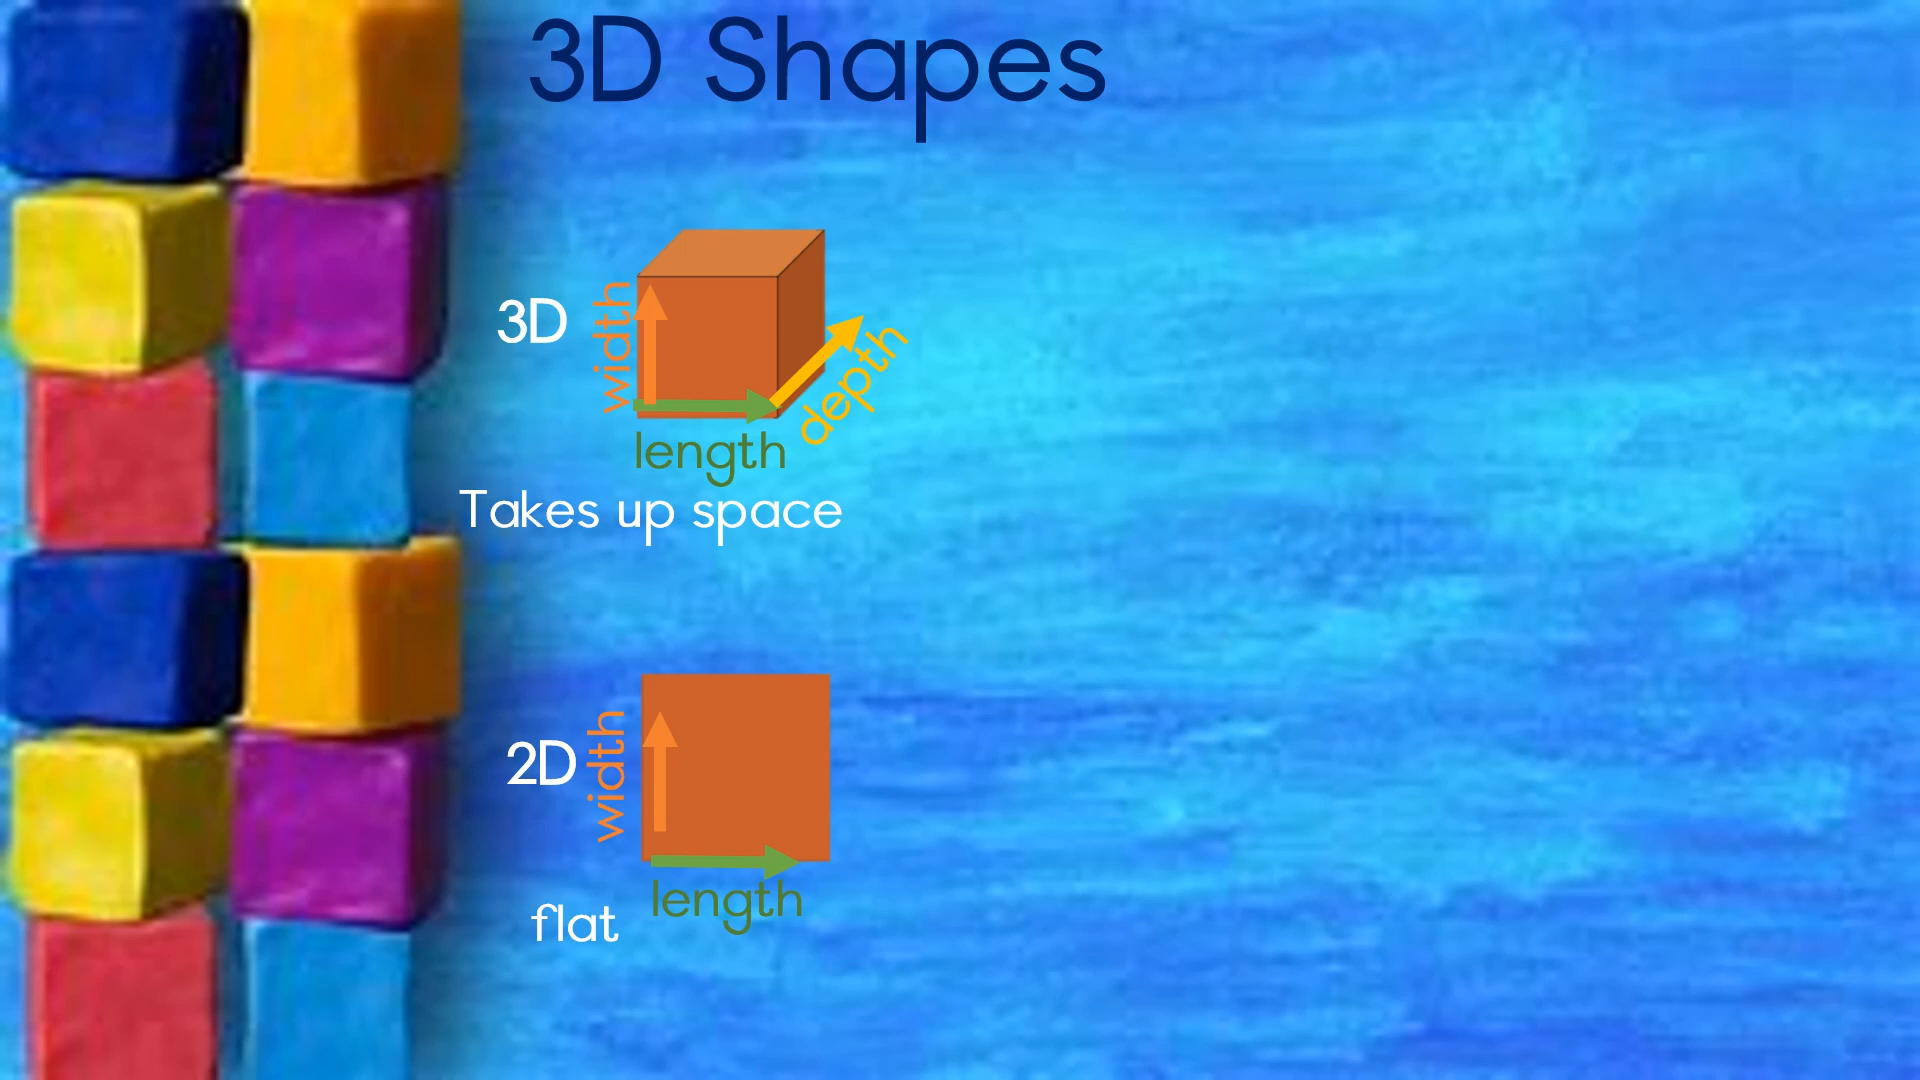 3D Shapes
3D
width
depth
length
Takes up space
2D
width
length
flat